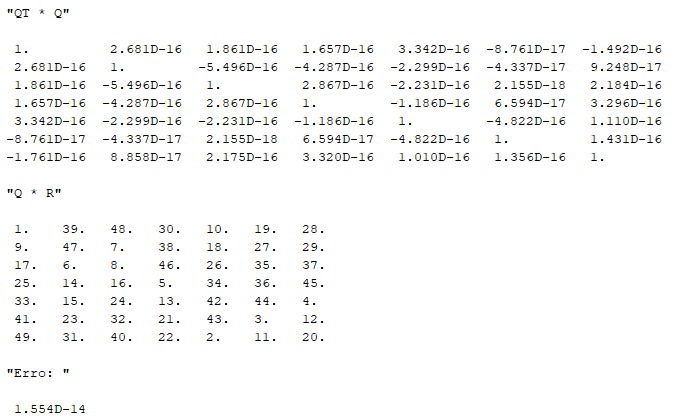 "QT * Q"
1. 2.681D-16 1.861D-16 1.657D-16 3.342D-16 -8.761D-17 -1.492D-16
2.681D-16 1. -5.496D-16 -4.287D-16 -2.299D-16 -4.337D-17 9.248D-17
1.861D-16 -5.496D-16 1. 2.867D-16 -2.231D-16 2.155D-18 2.184D-16
1.657D-16 -4.287D-16 2.867D-16 1. -1.186D-16 6.594D-17 3.296D-16
3.342D-16 -2.299D-16 -2.231D-16 -1.186D-16 1. -4.822D-16 1.110D-16
-8.761D-17 -4.337D-17 2.155D-18 6.594D-17 -4.822D-16 1. 1.431D-16
-1.761D-16 8.858D-17 2.175D-16 3.320D-16 1.010D-16 1.356D-16 1.
"Q * R"
1. 39. 48. 30. 10. 19. 28.
9. 47. 7. 38. 18. 27. 29.
17. 6. 8. 46. 26. 35. 37.
25. 14. 16. 5. 34. 36. 45.
33. 15. 24. 13. 42. 44. 4.
41. 23. 32. 21. 43. 3. 12.
49. 31. 40. 22. 2. 11. 20.
"Erro: "
1.554D-14